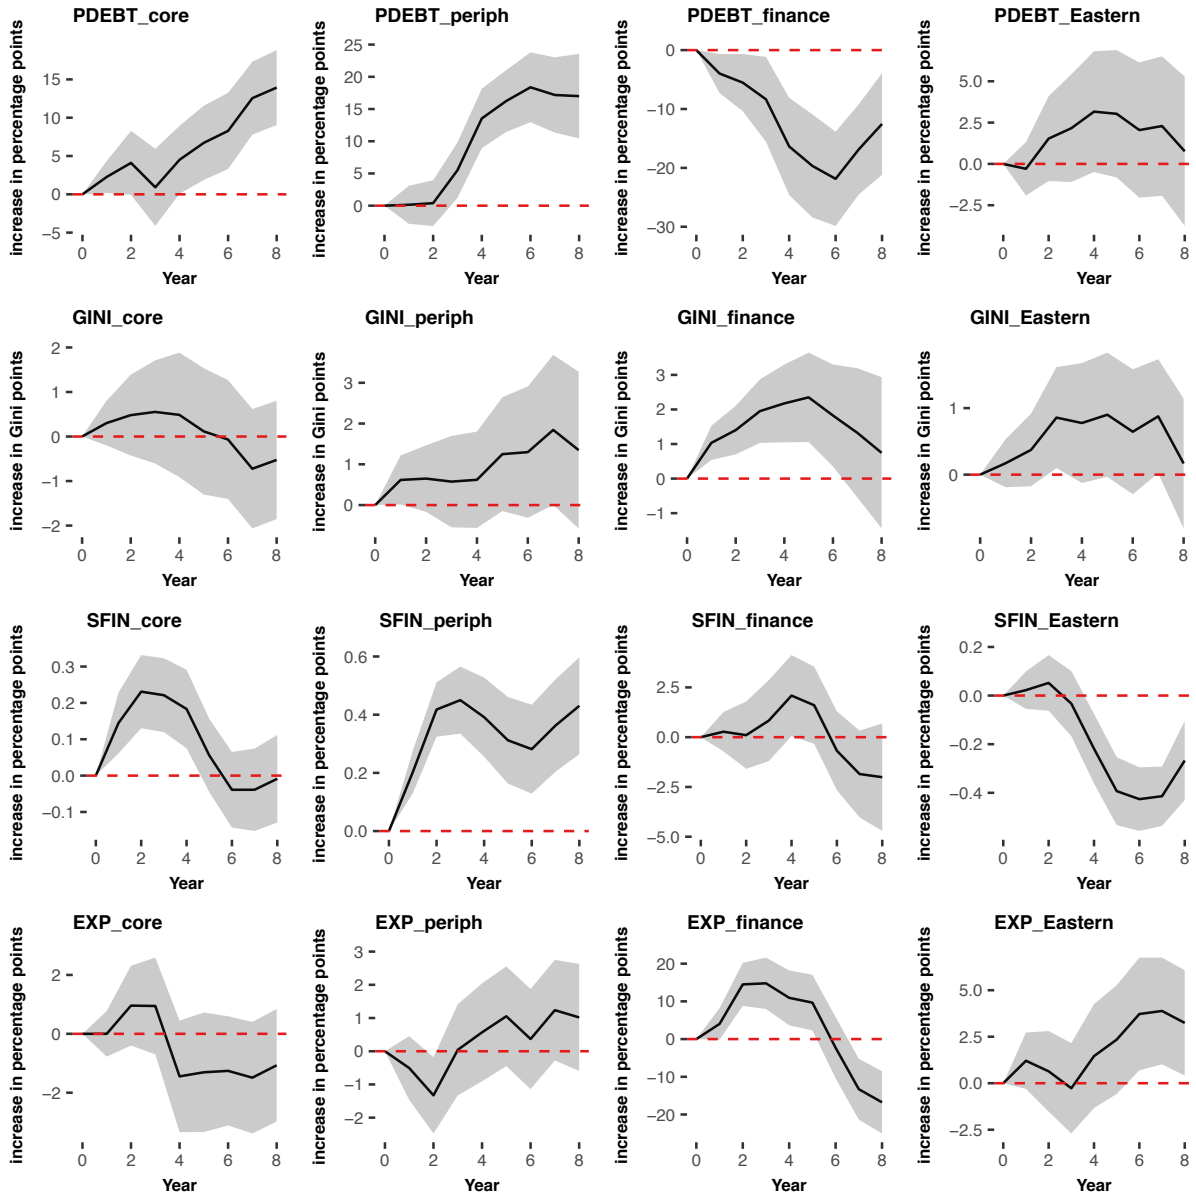 PDEBT_core PDEBT_periph PDEBT_finance PDEBT_Eastern
increase in percentage points increase in percentage points increase in percentage points increase in percentage points
15 10 5 0 −5
25 20 15 10 5 0
0 −10 −20 −30
5.0 2.5 0.0 −2.5
0 2 4 6 8 0 2 4 6 8 0 2 4 6 8 0 2 4 6 8
Year Year Year Year
GINI_core GINI_periph GINI_finance GINI_Eastern
increase in Gini points increase in Gini points increase in Gini points increase in Gini points
2 1 0 −1 −2
3 2 1 0
3 2 1 0 −1
1 0
0 2 4 6 8 0 2 4 6 8 0 2 4 6 8 0 2 4 6 8
Year Year Year Year
SFIN_core SFIN_periph SFIN_finance SFIN_Eastern
increase in percentage points increase in percentage points increase in percentage points increase in percentage points
0.3 0.2 0.1 0.0 −0.1
0.6 0.4 0.2 0.0
2.5 0.0 −2.5 −5.0
0.2 0.0 −0.2 −0.4
0 2 4 6 8 0 2 4 6 8 0 2 4 6 8 0 2 4 6 8
Year Year Year Year
EXP_core EXP_periph EXP_finance EXP_Eastern
increase in percentage points increase in percentage points increase in percentage points increase in percentage points
2 0 −2
3 2 1 0 −1 −2
20 10 0 −10 −20
5.0 2.5 0.0 −2.5
0 2 4 6 8 0 2 4 6 8 0 2 4 6 8 0 2 4 6 8
Year Year Year Year